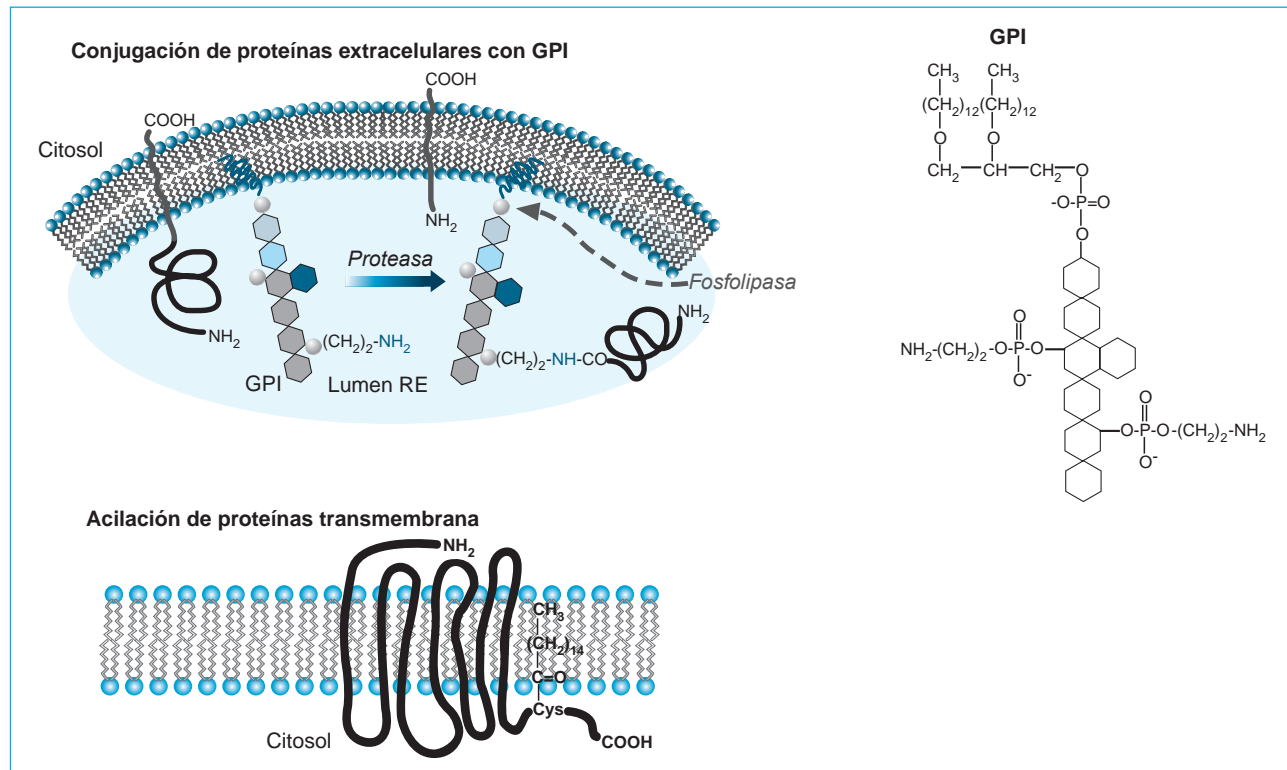 Conjugación de proteínas extracelulares con GPI
COOH
COOH
Citosol
NH2
NH2
Proteasa
Fosfolipasa
NH2
(CH2)2-NH2
(CH2)2-NH-CO
GPI
Lumen RE
GPI
CH3 CH3
(CH2)12(CH2)12
O O
CH2 CH CH2 O
-O-P=O
O
O
NH2-(CH2)2-O-P-O
O-
O
O-P-O-(CH2)2-NH2
O-
Acilación de proteínas transmembrana
NH2
CH3
(CH2)14
C=O
Cys
Citosol
COOH